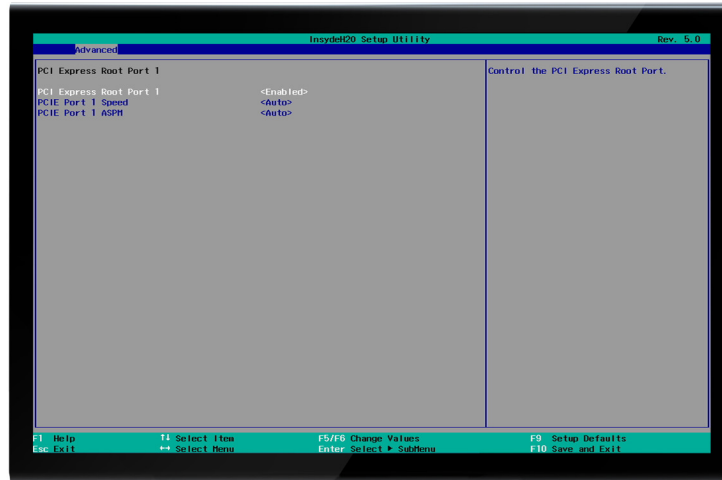 InsydeH20 Setup Utility Rev. 5.0
Advanced
PCI Express Root Port 1 Control the PCI Express Root Port.
PCI Express Root Port 1 <Enabled>
PCIE Port 1 Speed <Auto>
PCIE Port 1 ASPM <Auto>
F1 Help ↑↓ Select Item F5/F6 Change Values F9 Setup Defaults
Esc Exit ↔ Select Menu Enter Select ▶ SubMenu F10 Save and Exit